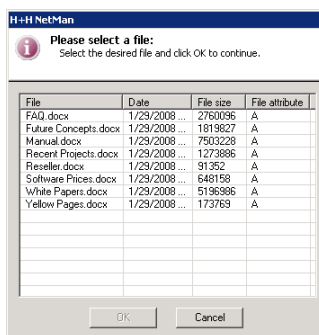 H+H NetMan
Please select a file:
Select the desired file and click OK to continue.
File Date File size File attribute
FAQ.docx 1/29/2008 ... 2760096 A
Future Concepts.docx 1/29/2008 ... 1819827 A
Manual.docx 1/29/2008 ... 7503228 A
Recent Projects.docx 1/29/2008 ... 1273886 A
Reseller.docx 1/29/2008 ... 91352 A
Software Prices.docx 1/29/2008 ... 648158 A
White Papers.docx 1/29/2008 ... 5196986 A
Yellow Pages.docx 1/29/2008 ... 173769 A
OK Cancel